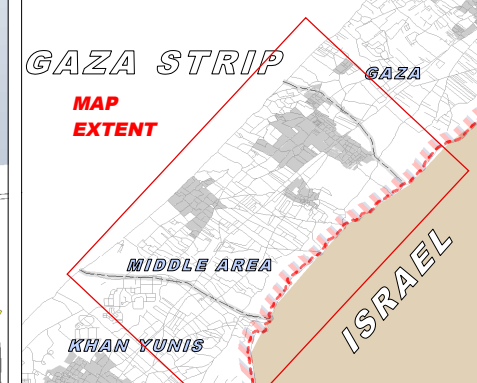 GAZA STRIP
GAZA
MAP
EXTENT
MIDDLE AREA
ISRAEL
KHAN YUNIS